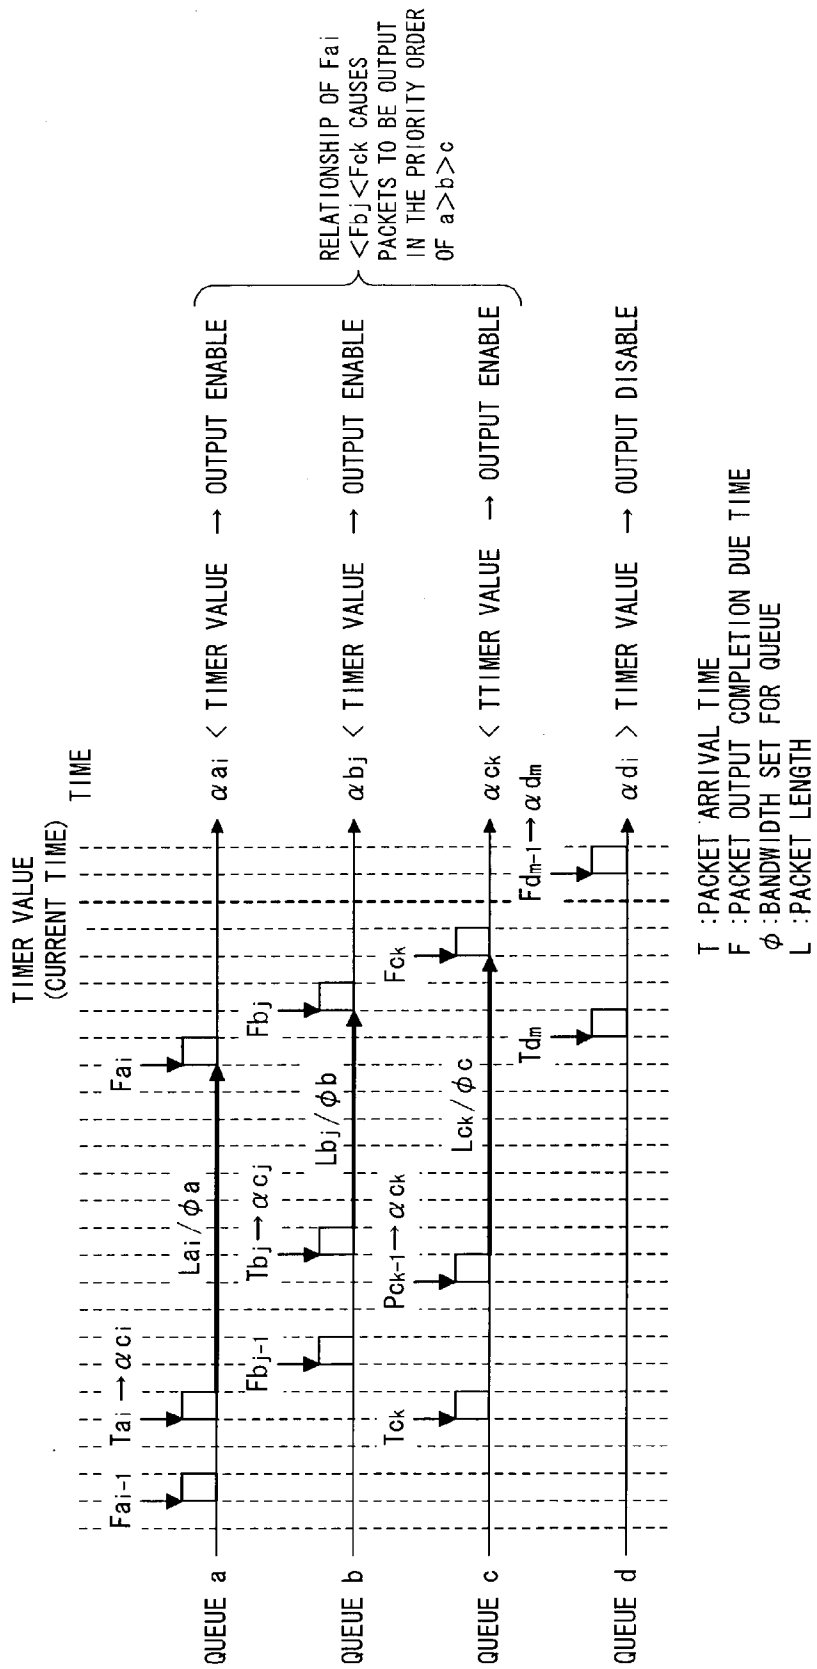 TIMER VALUE
(CURRENT TIME)
TIME
QUEUE a
Fai-1
Tai→αci
Lai/φa
Fai
αai < TIMER VALUE → OUTPUT ENABLE
QUEUE b
Fbj-1
Tbj→αcj
Lbj/φb
Fbj
αbj < TIMER VALUE → OUTPUT ENABLE
QUEUE c
Tck
Pck-1→αck
Lck/φc
Fck
αck < TTIMER VALUE → OUTPUT ENABLE
QUEUE d
Tdm
Fdm-1→αdm
αdi > TIMER VALUE → OUTPUT DISABLE
RELATIONSHIP OF Fai
<Fbj<Fck CAUSES
PACKETS TO BE OUTPUT
IN THE PRIORITY ORDER
OF a>b>c
T :PACKET ARRIVAL TIME
F :PACKET OUTPUT COMPLETION DUE TIME
φ :BANDWIDTH SET FOR QUEUE
L :PACKET LENGTH